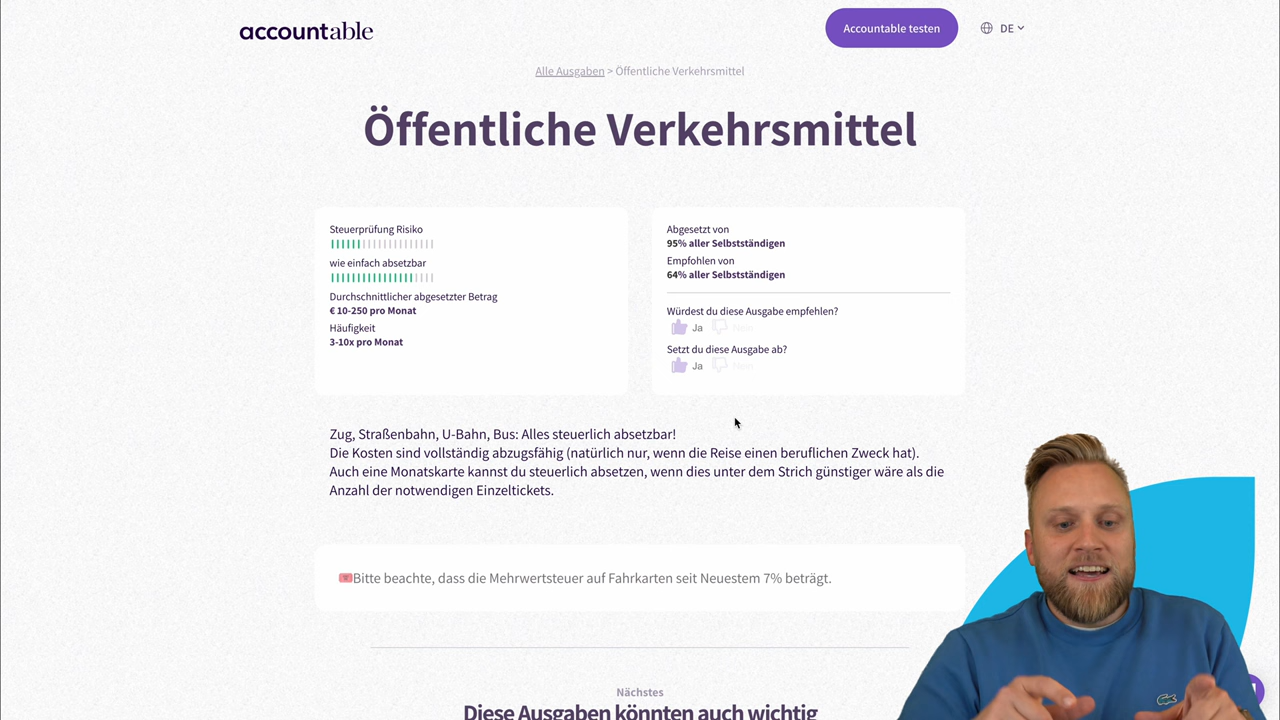 accountable
Accountable testen
DE
Alle Ausgaben > Öffentliche Verkehrsmittel
Öffentliche Verkehrsmittel
Steuerprüfung Risiko
wie einfach absetzbar
Durchschnittlicher abgesetzter Betrag
€ 10-250 pro Monat
Häufigkeit
3-10x pro Monat
Abgesetzt von
95% aller Selbstständigen
Empfohlen von
64% aller Selbstständigen
Würdest du diese Ausgabe empfehlen?
Ja Nein
Setzt du diese Ausgabe ab?
Ja Nein
Zug, Straßenbahn, U-Bahn, Bus: Alles steuerlich absetzbar!
Die Kosten sind vollständig abzugsfähig (natürlich nur, wenn die Reise einen beruflichen Zweck hat).
Auch eine Monatskarte kannst du steuerlich absetzen, wenn dies unter dem Strich günstiger wäre als die
Anzahl der notwendigen Einzeltickets.
Bitte beachte, dass die Mehrwertsteuer auf Fahrkarten seit Neuestem 7% beträgt.
Nächstes
Diese Ausgaben könnten auch wichtig